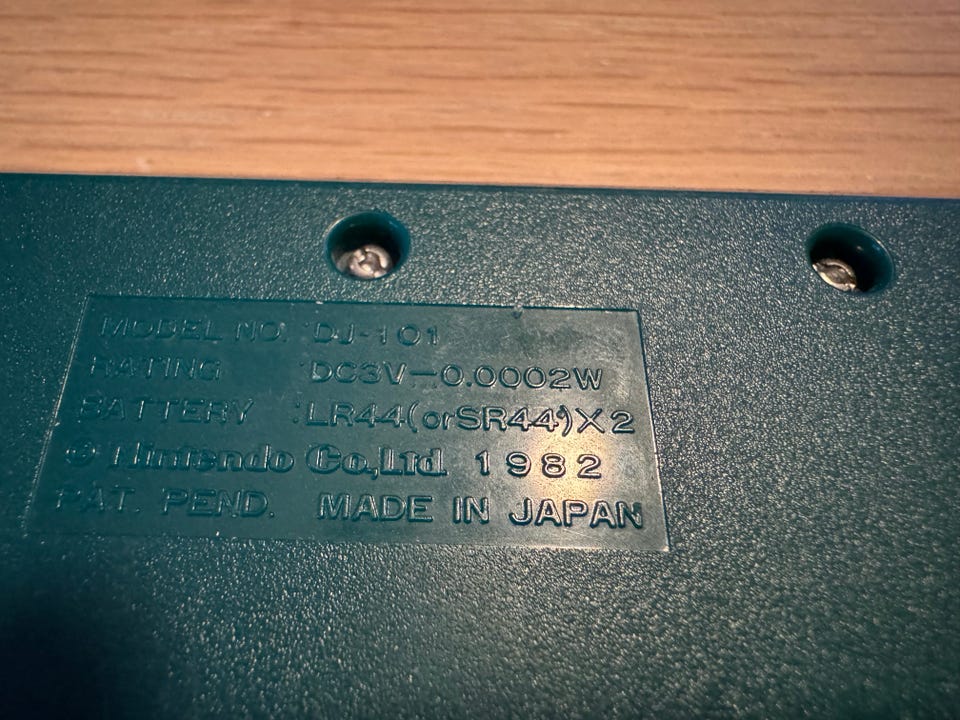 MODEL NO. :DJ-101
RATING :DC3V⎓0.0002W
BATTERY :LR44(orSR44)X2
© Nintendo Co.,Ltd. 1982
PAT. PEND. MADE IN JAPAN